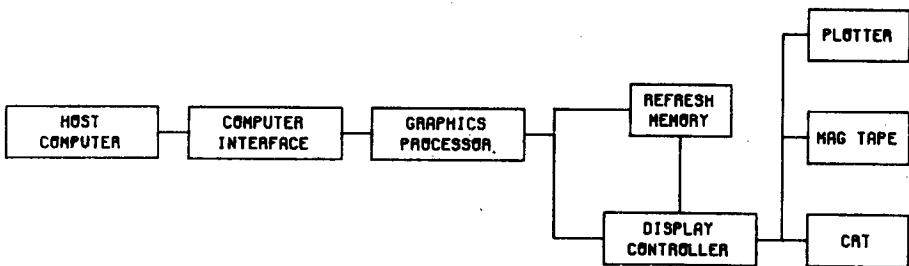 PLOTTER
HOST
COMPUTER
COMPUTER
INTERFACE
GRAPHICS
PROCESSOR.
REFRESH
MEMORY
MAG TAPE
DISPLAY
CONTROLLER
CRT